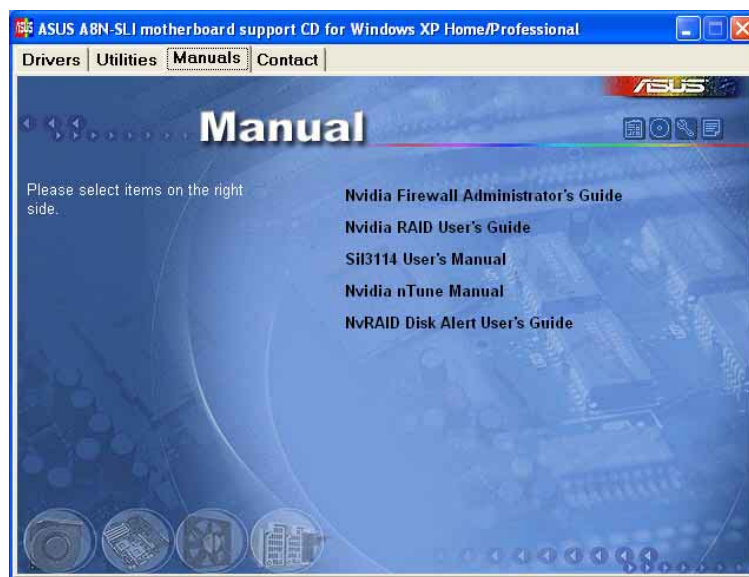 ASUS A8N-SLI motherboard support CD for Windows XP Home/Professional
Drivers Utilities Manuals Contact
ASUS
Manual
Please select items on the right
side.
Nvidia Firewall Administrator's Guide
Nvidia RAID User's Guide
Sil3114 User's Manual
Nvidia nTune Manual
NvRAID Disk Alert User's Guide